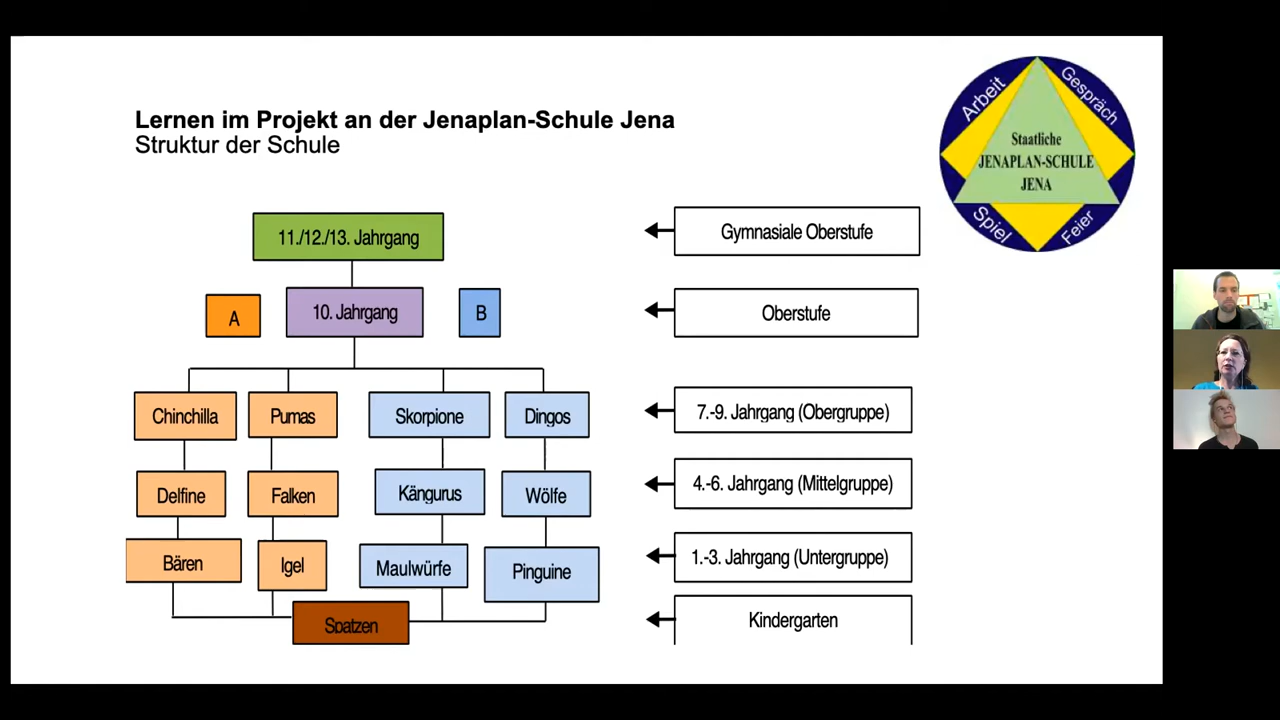 Lernen im Projekt an der Jenaplan-Schule Jena
Struktur der Schule
Arbeit
Gespräch
Staatliche
JENAPLAN-SCHULE
JENA
Spiel
Feier
11./12./13. Jahrgang
Gymnasiale Oberstufe
A
10. Jahrgang
B
Oberstufe
Chinchilla
Pumas
Skorpione
Dingos
7.-9. Jahrgang (Obergruppe)
Delfine
Falken
Kängurus
Wölfe
4.-6. Jahrgang (Mittelgruppe)
Bären
Igel
Maulwürfe
Pinguine
1.-3. Jahrgang (Untergruppe)
Spatzen
Kindergarten